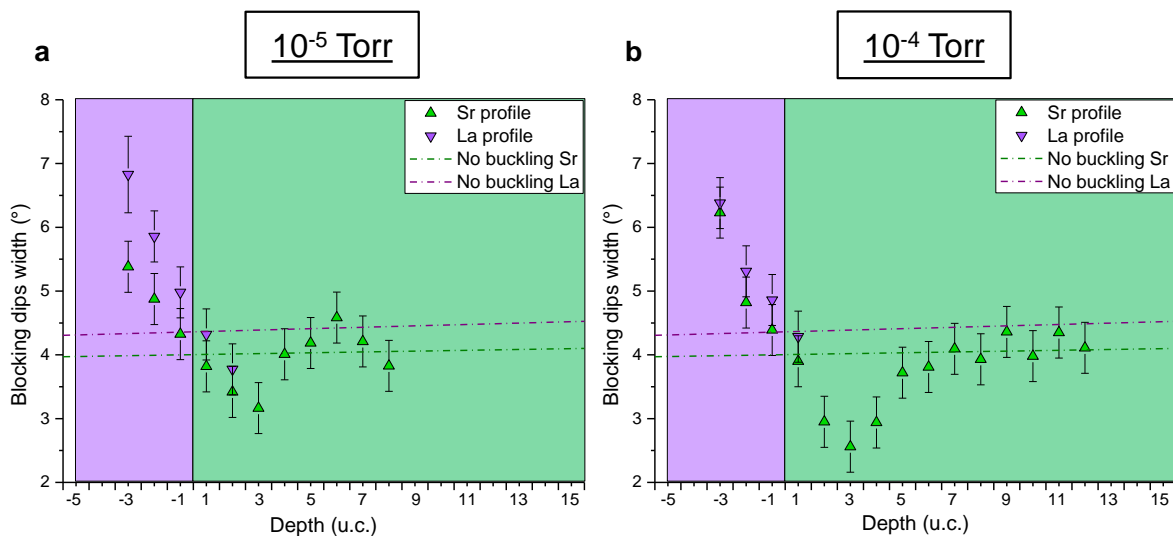 10⁻⁵ Torr
a
8
7
6
5
4
3
2
Blocking dips width (°)
Sr profile
La profile
No buckling Sr
No buckling La
-5 -3 -1 1 3 5 7 9 11 13 15
Depth (u.c.)
10⁻⁴ Torr
b
8
7
6
5
4
3
2
Blocking dips width (°)
Sr profile
La profile
No buckling Sr
No buckling La
-5 -3 -1 1 3 5 7 9 11 13 15
Depth (u.c.)